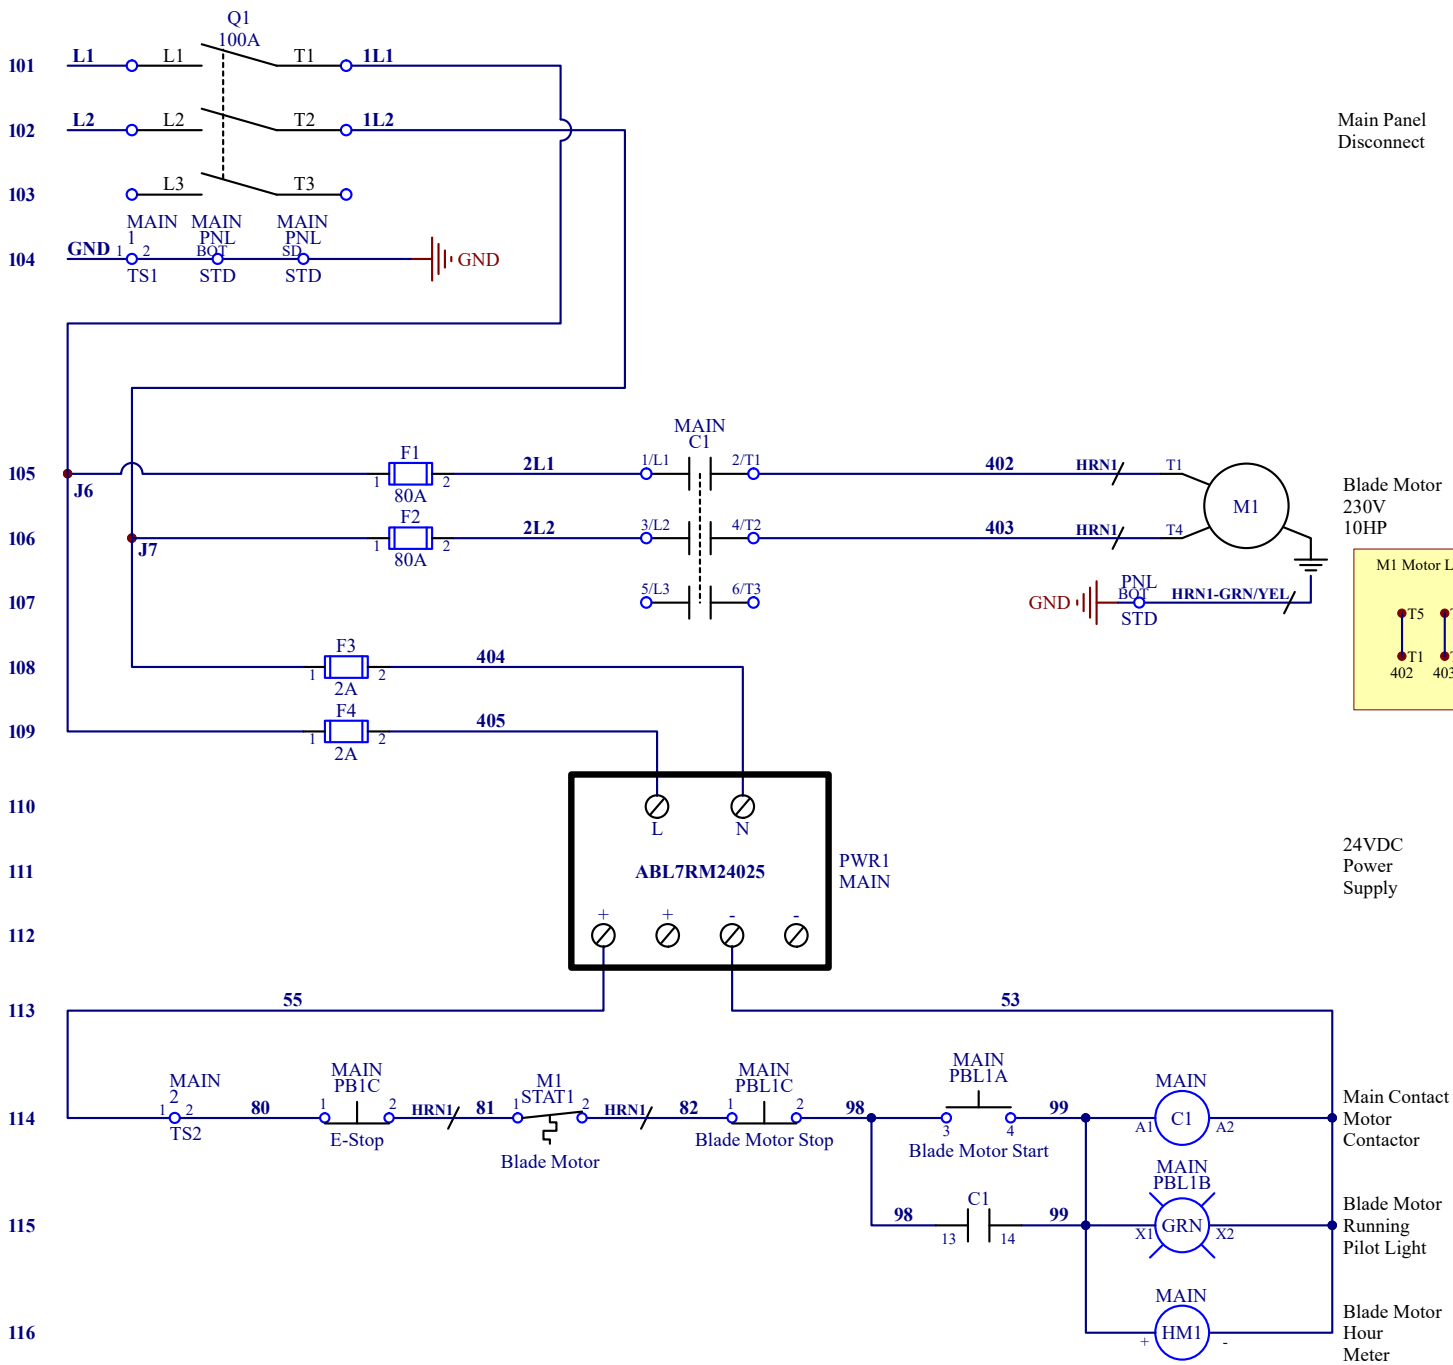 Q1
100A
101 L1 L1 T1 1L1
102 L2 L2 T2 1L2
Main Panel
Disconnect
103 L3 T3
MAIN MAIN MAIN
1 PNL PNL
104 GND 1 2 BOT SD GND
TS1 STD STD
MAIN
C1
F1
105 1 2 2L1 1/L1 2/T1 402 HRN1 T1
J6
80A
M1
Blade Motor
230V
10HP
F2
106 1 2 2L2 3/L2 4/T2 403 HRN1 T4
J7
80A
M1 Motor L
107 5/L3 6/T3 GND PNL
BOT HRN1-GRN/YEL
STD
T5
T1
402 403
F3
108 1 2 404
2A
F4
109 1 2 405
2A
110
L N
111 ABL7RM24025
PWR1
MAIN
24VDC
Power
Supply
112 + + - -
113 55 53
MAIN
2
MAIN
PB1C
M1
STAT1
MAIN
PBL1C
MAIN
PBL1A
MAIN
114 1 2 80 1 2 HRN1 81 1 2 HRN1 82 1 2 98 3 4 99 A1 C1 A2
TS2 E-Stop Blade Motor Blade Motor Stop Blade Motor Start
Main Contact
Motor
Contactor
MAIN
PBL1B
C1
115 98 13 14 99 X1 GRN X2
Blade Motor
Running
Pilot Light
MAIN
116 + HM1 -
Blade Motor
Hour
Meter